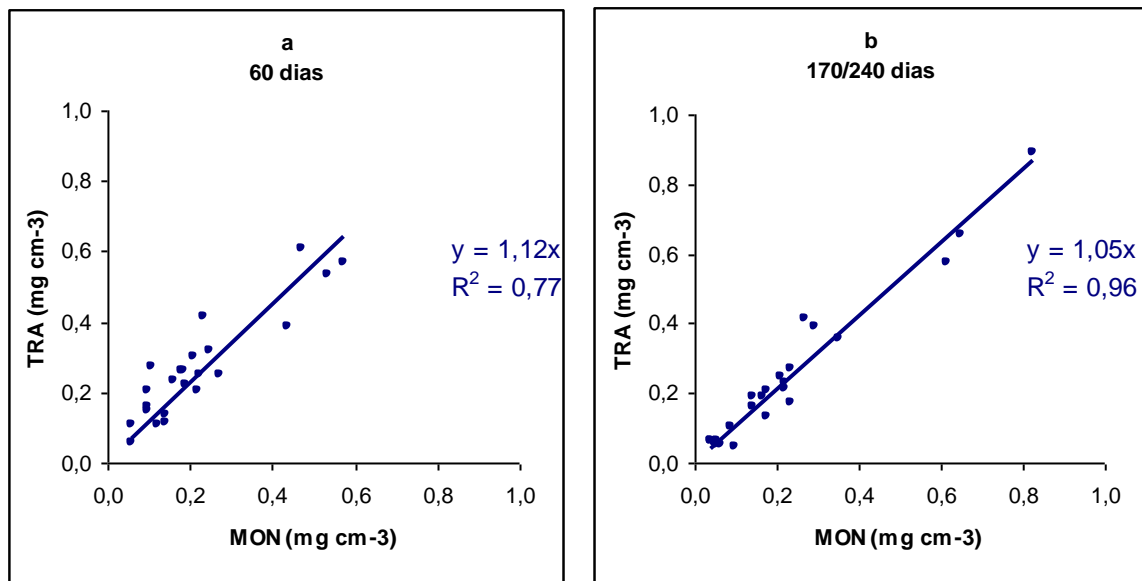 a
60 dias
1,0
0,8
0,6
0,4
0,2
0,0
TRA (mg cm-3)
y = 1,12x
R² = 0,77
0,0 0,2 0,4 0,6 0,8 1,0
MON (mg cm-3)
b
170/240 dias
1,0
0,8
0,6
0,4
0,2
0,0
TRA (mg cm-3)
y = 1,05x
R² = 0,96
0,0 0,2 0,4 0,6 0,8 1,0
MON (mg cm-3)